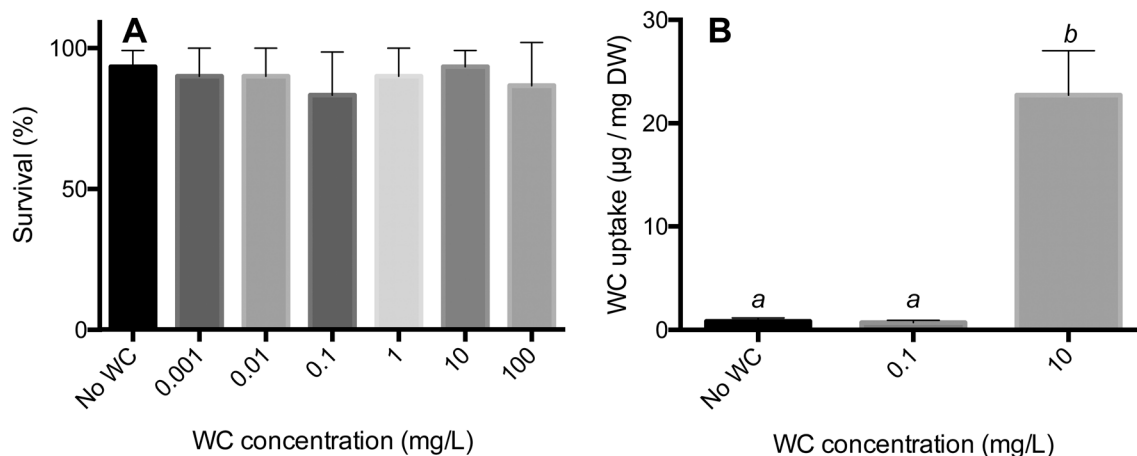 A
Survival (%)
100
50
0
No WC
0.001
0.01
0.1
1
10
100
WC concentration (mg/L)
B
WC uptake (µg / mg DW)
30
20
10
0
a
a
b
No WC
0.1
10
WC concentration (mg/L)